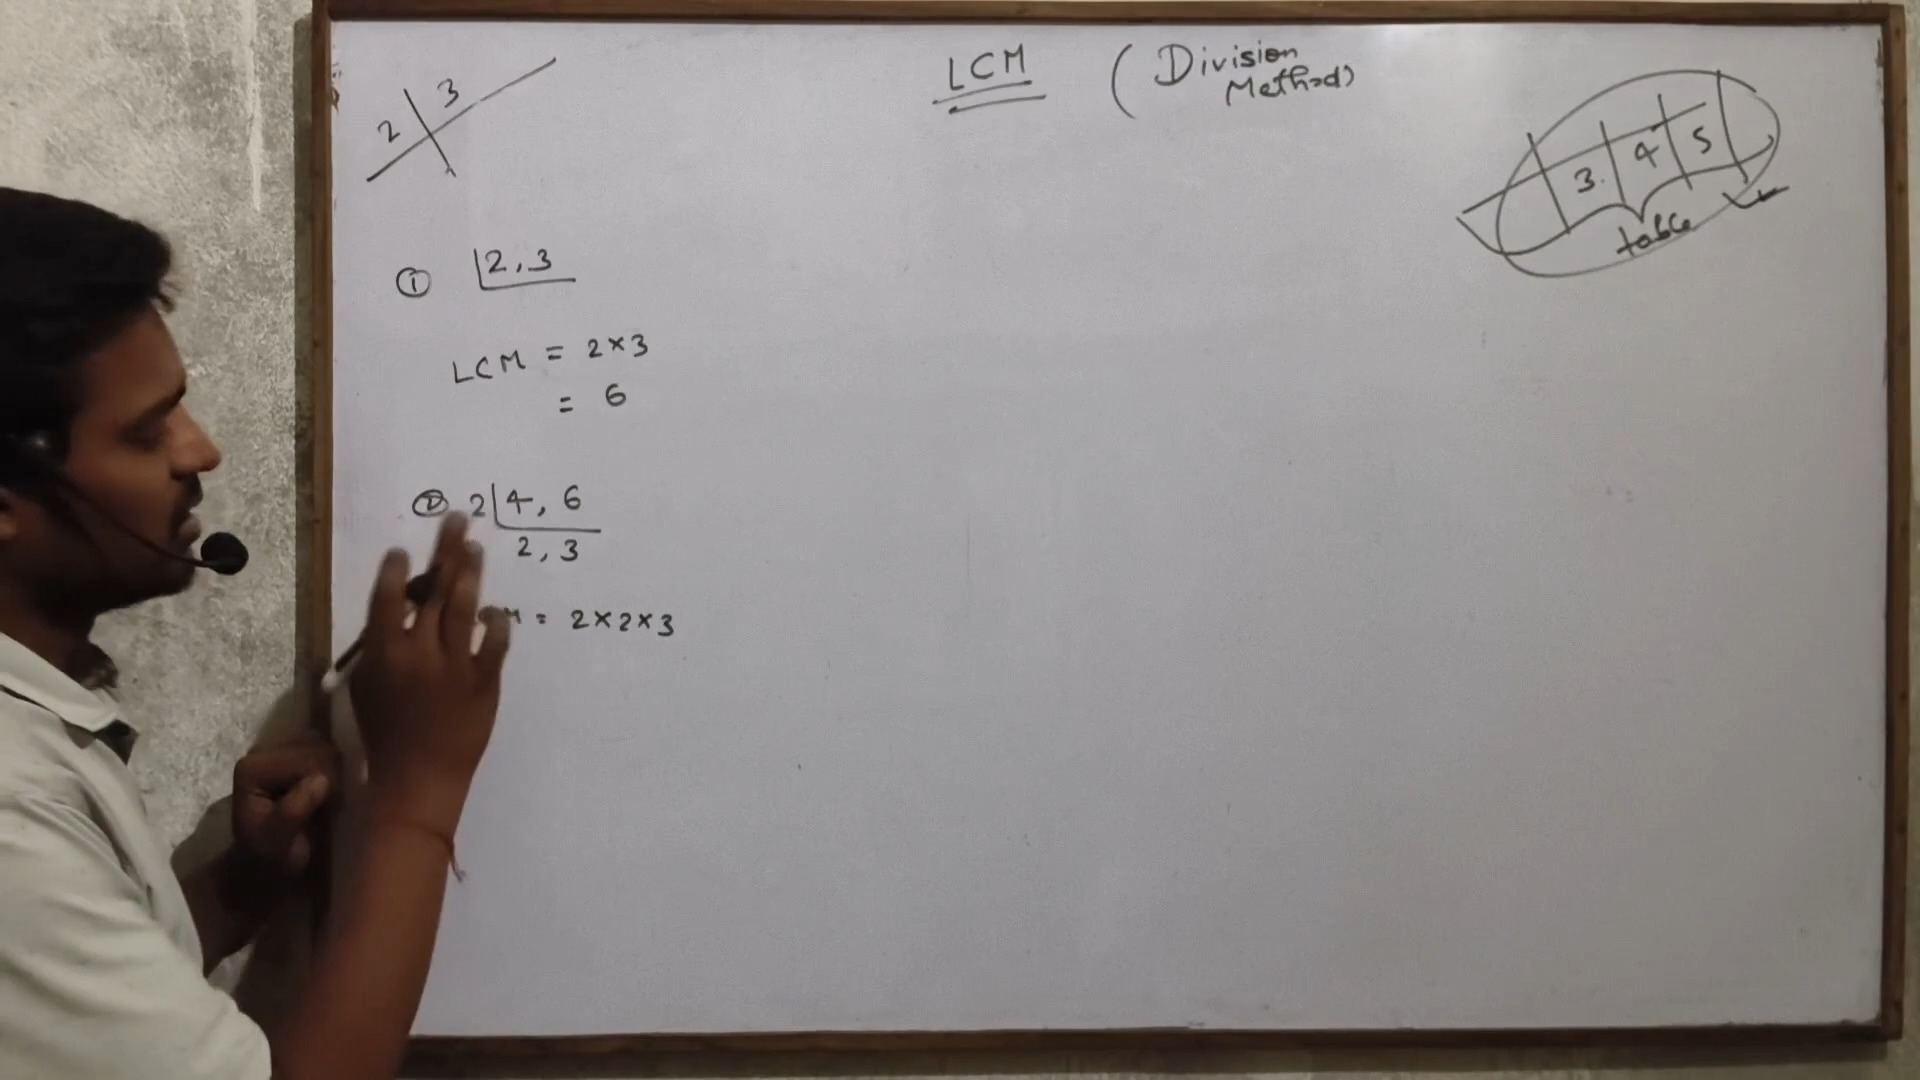 LCM (Division
Method)
2 3
3 4 5
table
① 2, 3
LCM = 2×3
= 6
② 2 4, 6
2, 3
= 2×2×3